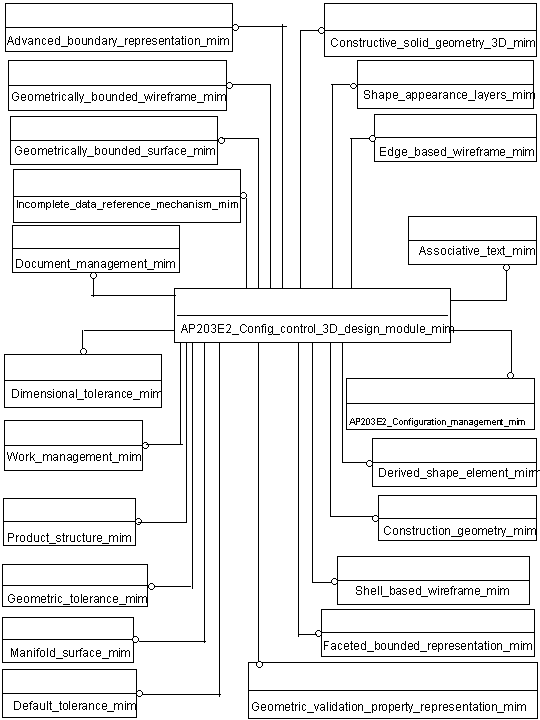 Advanced_boundary_representation_mim
Constructive_solid_geometry_3D_mim
Geometrically_bounded_wireframe_mim
Shape_appearance_layers_mim
Geometrically_bounded_surface_mim
Edge_based_wireframe_mim
Incomplete_data_reference_mechanism_mim
Document_management_mim
Associative_text_mim
AP203E2_Config_control_3D_design_module_mim
Dimensional_tolerance_mim
AP203E2_Configuration_management_mim
Work_management_mim
Derived_shape_element_mim
Product_structure_mim
Construction_geometry_mim
Geometric_tolerance_mim
Shell_based_wireframe_mim
Manifold_surface_mim
Faceted_bounded_representation_mim
Default_tolerance_mim
Geometric_validation_property_representation_mim